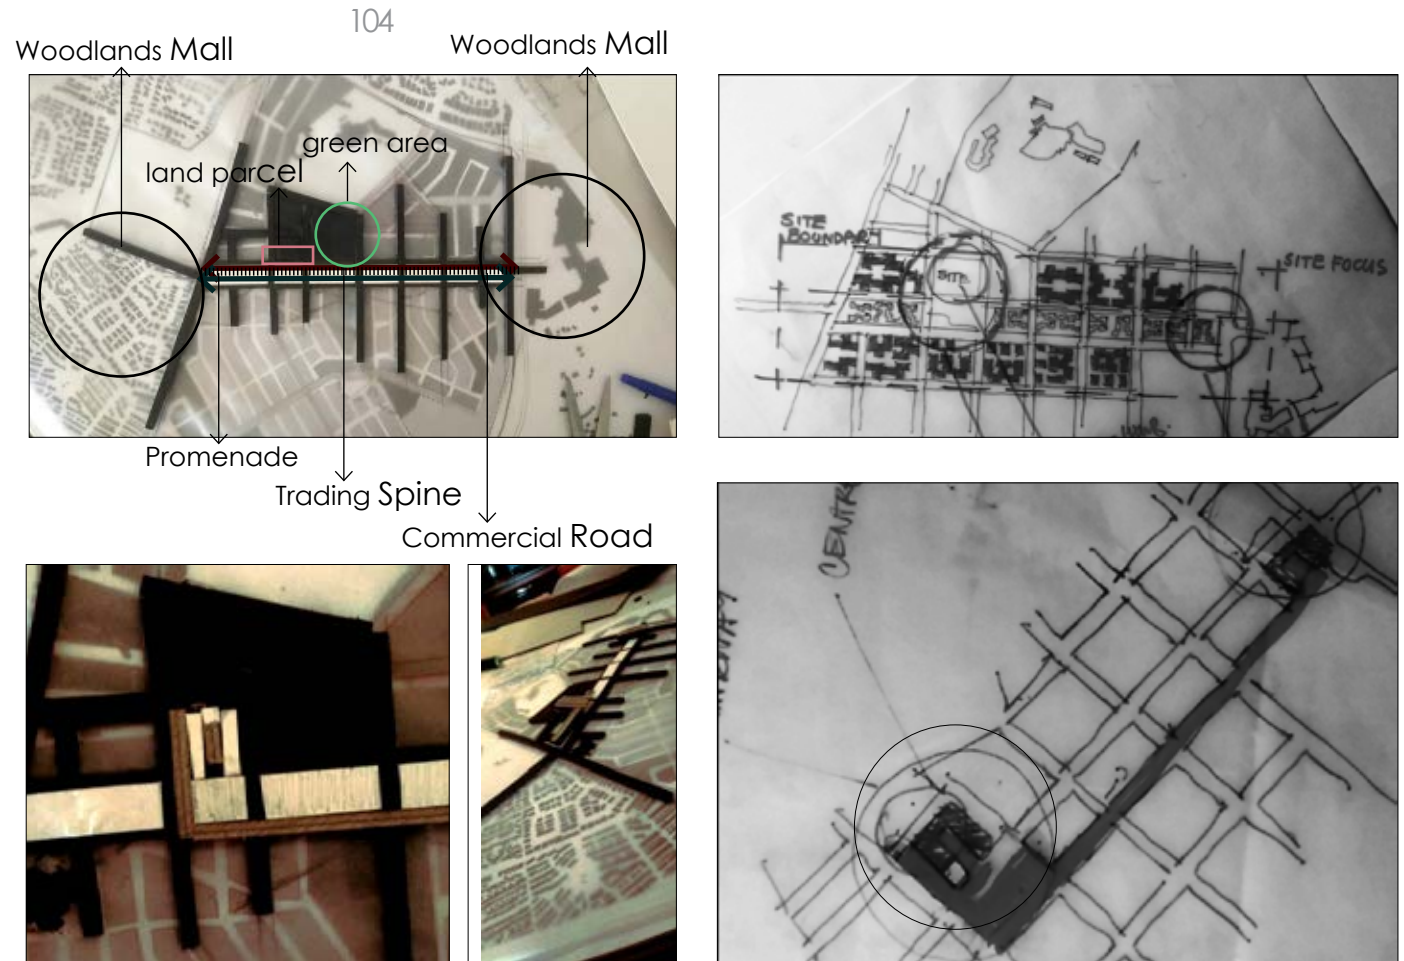 104
Woodlands Mall
Woodlands Mall
green area
land parcel
Promenade
Trading Spine
Commercial Road
SITE
BOUNDARY
SITE
SITE FOCUS